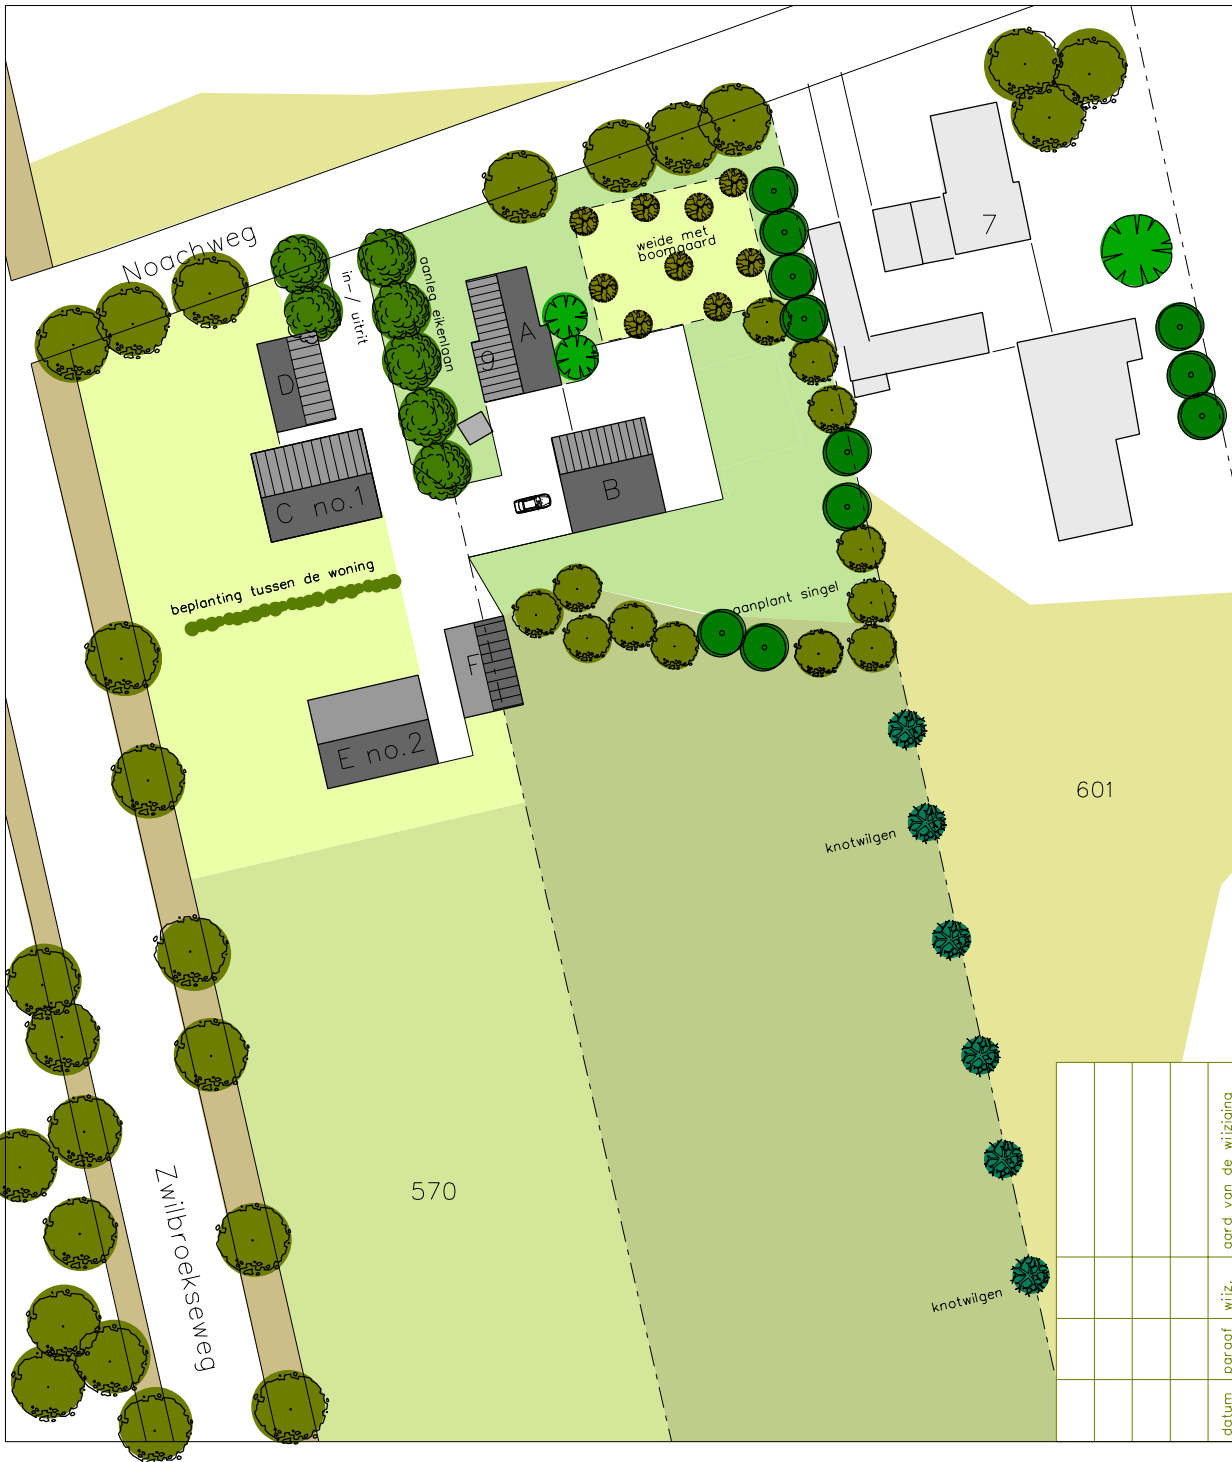 Noachweg
in-/ uitrit
aanleg eikenlaan
weide met
boomgaard
7
A
9
D
C no.1
B
beplanting tussen de woning
aanplant singel
F
E no.2
601
knotwilgen
570
Zwilbroekseweg
knotwilgen
datum
paraaf
wijz.
aard van de wijziging